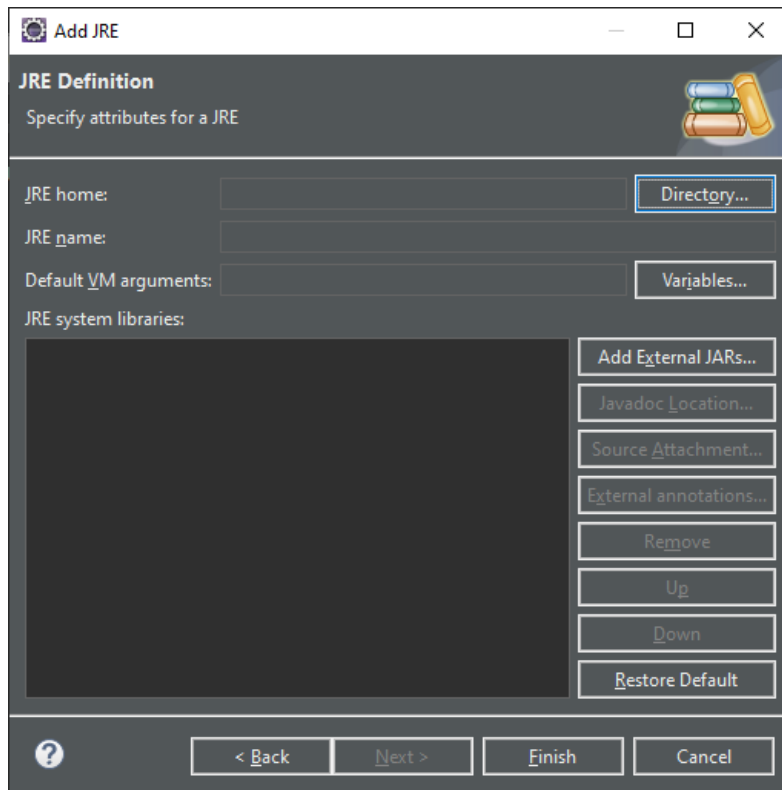 Add JRE
JRE Definition
Specify attributes for a JRE
JRE home:
Directory...
JRE name:
Default VM arguments:
Variables...
JRE system libraries:
Add External JARs...
Javadoc Location...
Source Attachment...
External annotations...
Remove
Up
Down
Restore Default
?
< Back
Next >
Finish
Cancel